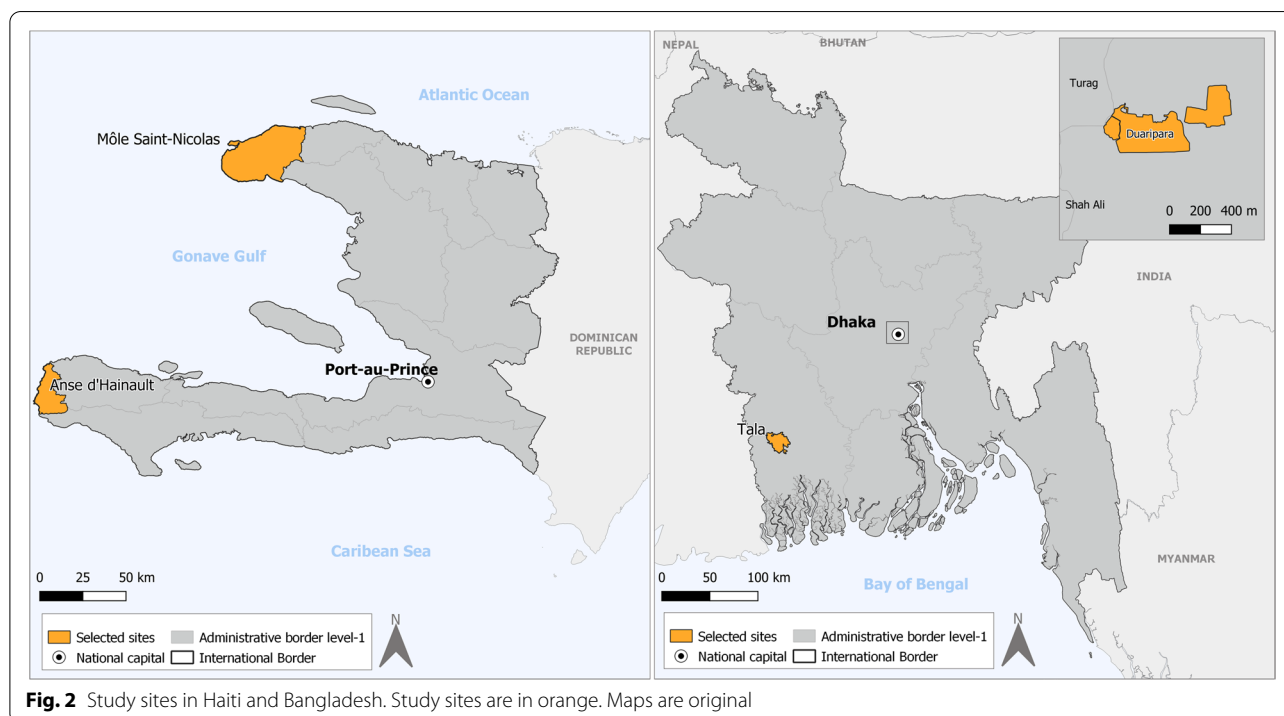 Atlantic Ocean
Môle Saint-Nicolas
Gonave Gulf
DOMINICAN
REPUBLIC
Port-au-Prince
Anse d'Hainault
Caribean Sea
0 25 50 km
Selected sites Administrative border level-1
National capital International Border
N
NEPAL
BHUTAN
Turag
Duaripara
Shah Ali
0 200 400 m
INDIA
Dhaka
Tala
MYANMAR
Bay of Bengal
0 50 100 km
Selected sites Administrative border level-1
National capital International Border
N
Fig. 2 Study sites in Haiti and Bangladesh. Study sites are in orange. Maps are original